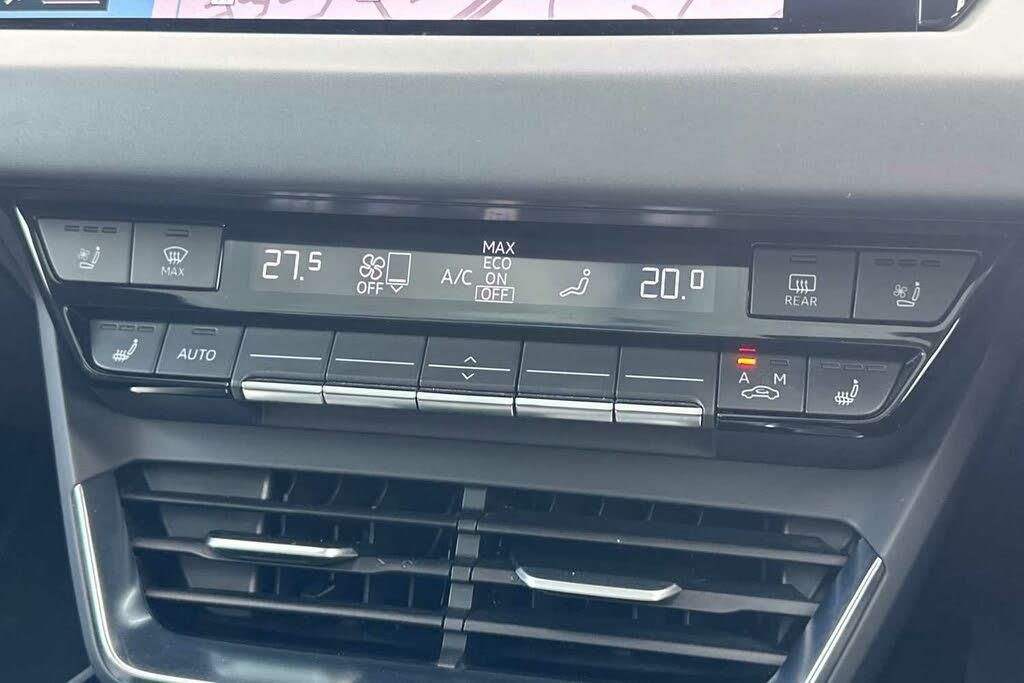 MAX
27.5
OFF
A/C
MAX
ECO
ON
OFF
20.0
REAR
AUTO
A M